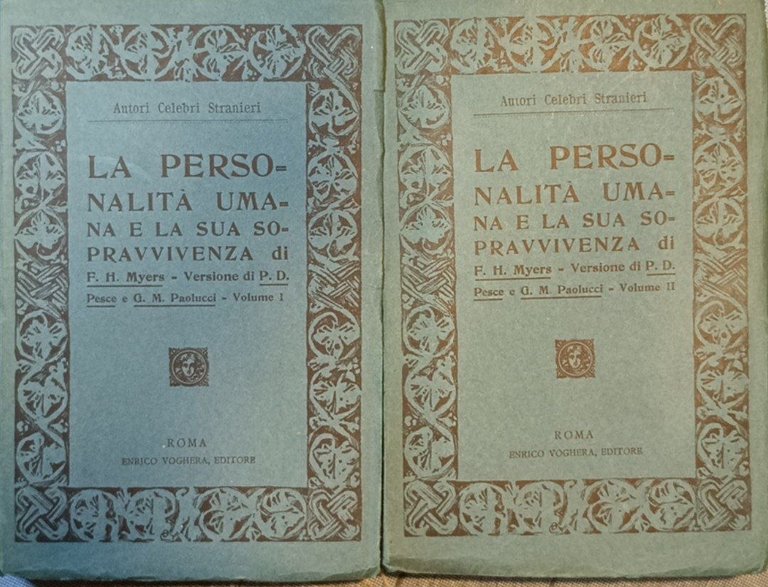 Autori Celebri Stranieri
LA PERSO=
NALITÀ UMA=
NA E LA SUA SO-
PRAVVIVENZA di
F. H. Myers - Versione di P. D.
Pesce e G. M. Paolucci - Volume I
ROMA
ENRICO VOGHERA, EDITORE
Autori Celebri Stranieri
LA PERSO=
NALITÀ UMA=
NA E LA SUA SO-
PRAVVIVENZA di
F. H. Myers - Versione di P. D.
Pesce e G. M. Paolucci - Volume II
ROMA
ENRICO VOGHERA, EDITORE